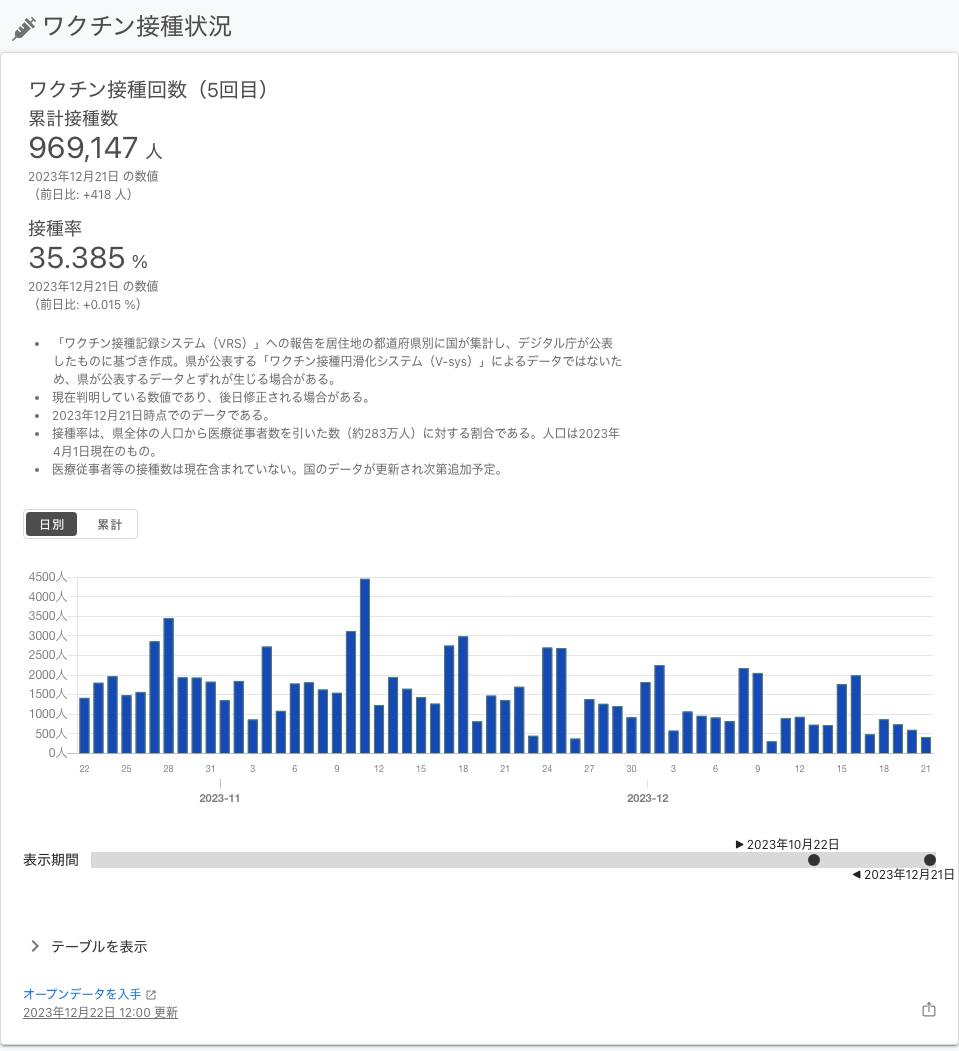 ワクチン接種状況
ワクチン接種回数（5回目）
累計接種数
969,147 人
2023年12月21日 の数値
（前日比: +418 人）
接種率
35.385 %
2023年12月21日 の数値
（前日比: +0.015 %）
• 「ワクチン接種記録システム（VRS）」への報告を居住地の都道府県別に国が集計し、デジタル庁が公表
したものに基づき作成。県が公表する「ワクチン接種円滑化システム（V-sys）」によるデータではないた
め、県が公表するデータとずれが生じる場合がある。
• 現在判明している数値であり、後日修正される場合がある。
• 2023年12月21日時点でのデータである。
• 接種率は、県全体の人口から医療従事者数を引いた数（約283万人）に対する割合である。人口は2023年
4月1日現在のもの。
• 医療従事者等の接種数は現在含まれていない。国のデータが更新され次第追加予定。
日別 累計
4500人
4000人
3500人
3000人
2500人
2000人
1500人
1000人
500人
0人
22 25 28 31 3 6 9 12 15 18 21 24 27 30 3 6 9 12 15 18 21
2023-11 2023-12
▶ 2023年10月22日
表示期間
◀ 2023年12月21日
テーブルを表示
オープンデータを入手
2023年12月22日 12:00 更新